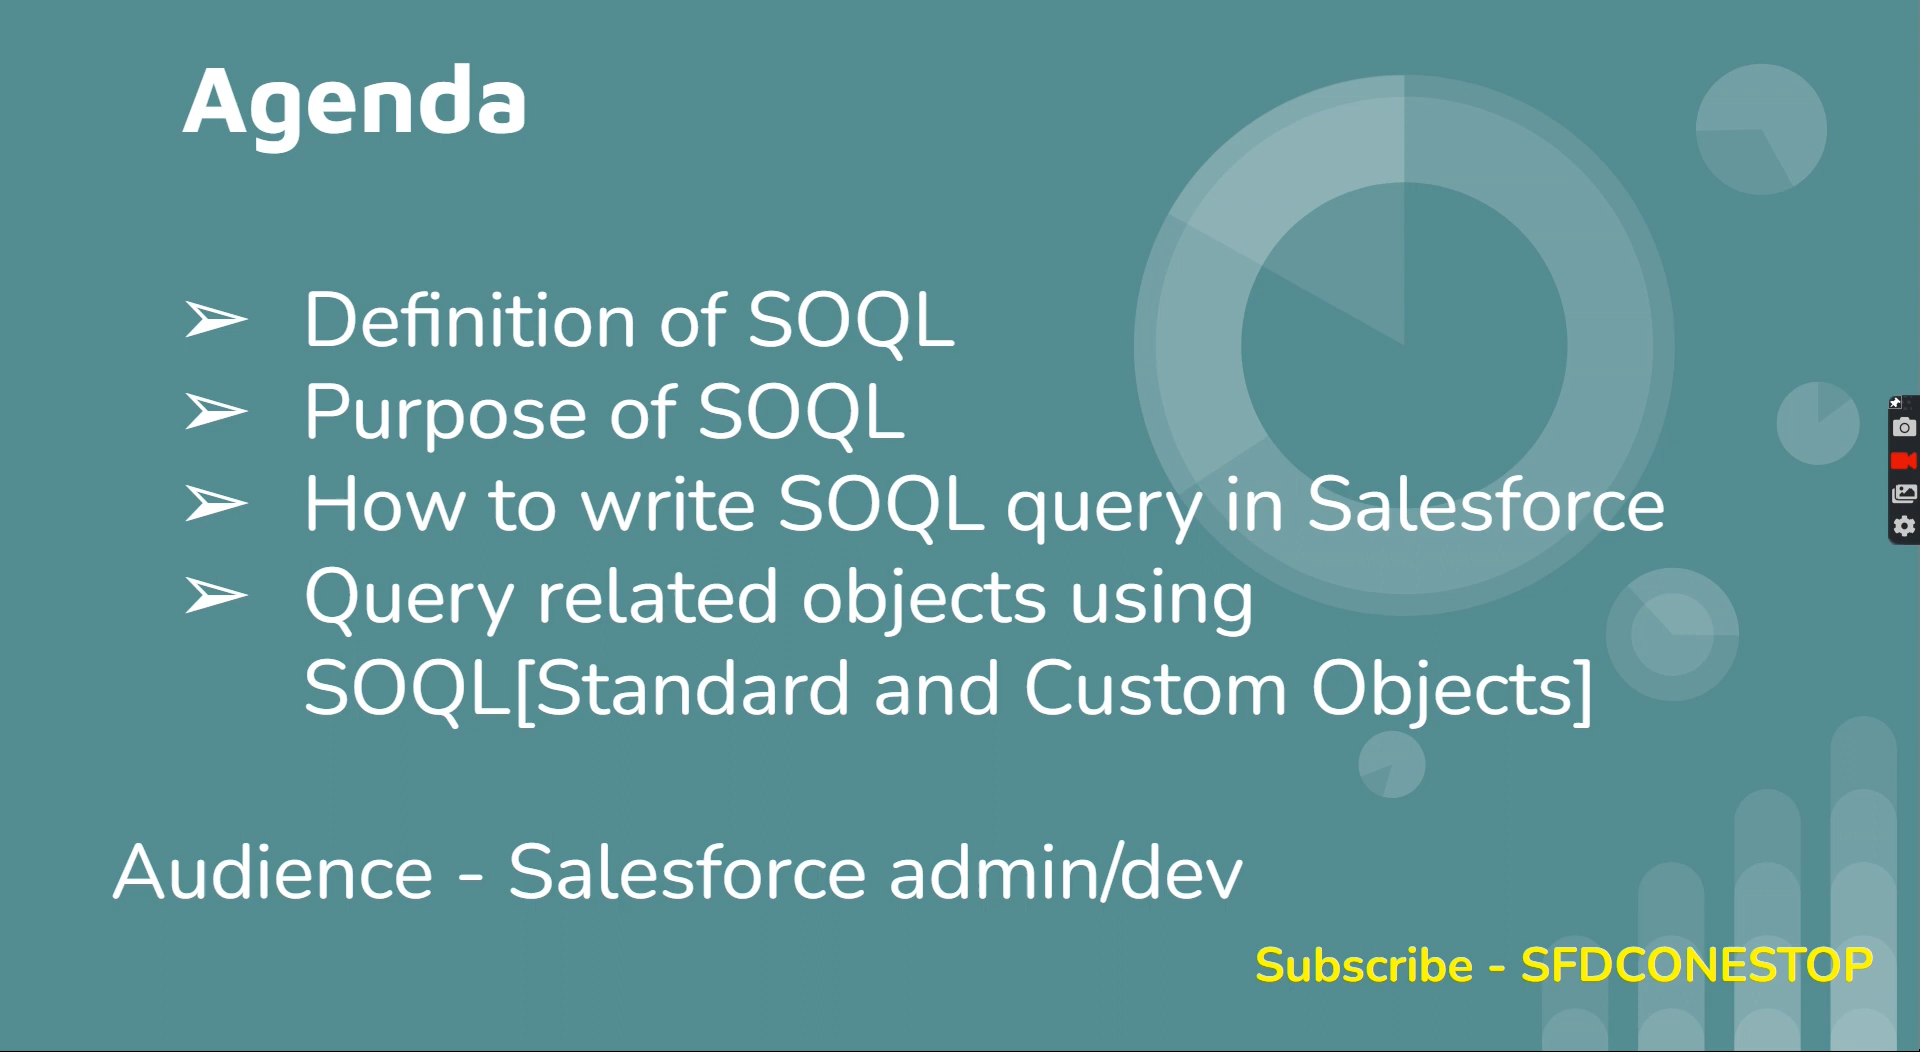 Agenda
➢ Definition of SOQL
➢ Purpose of SOQL
➢ How to write SOQL query in Salesforce
➢ Query related objects using
SOQL[Standard and Custom Objects]
Audience - Salesforce admin/dev
Subscribe - SFDCONESTOP